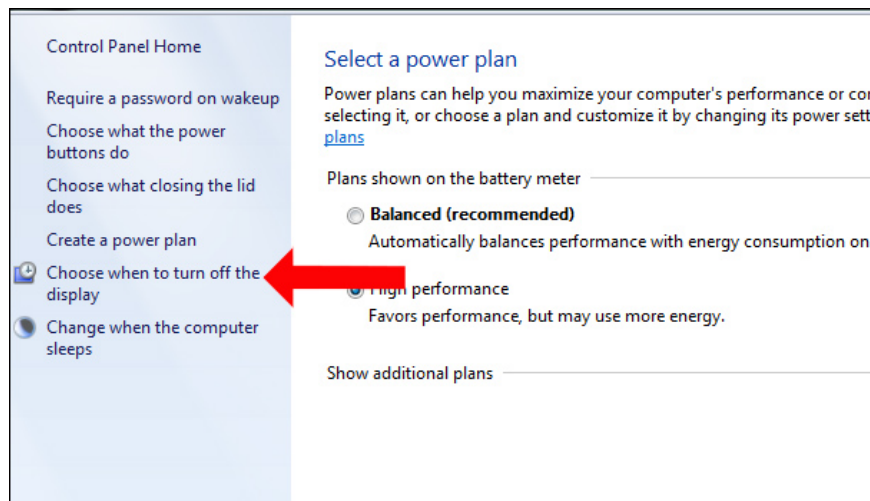 Control Panel Home
Require a password on wakeup
Choose what the power
buttons do
Choose what closing the lid
does
Create a power plan
Choose when to turn off the
display
Change when the computer
sleeps
Select a power plan
Power plans can help you maximize your computer's performance or
selecting it, or choose a plan and customize it by changing its power
plans
Plans shown on the battery meter
Balanced (recommended)
Automatically balances performance with energy consumption on
High performance
Favors performance, but may use more energy.
Show additional plans